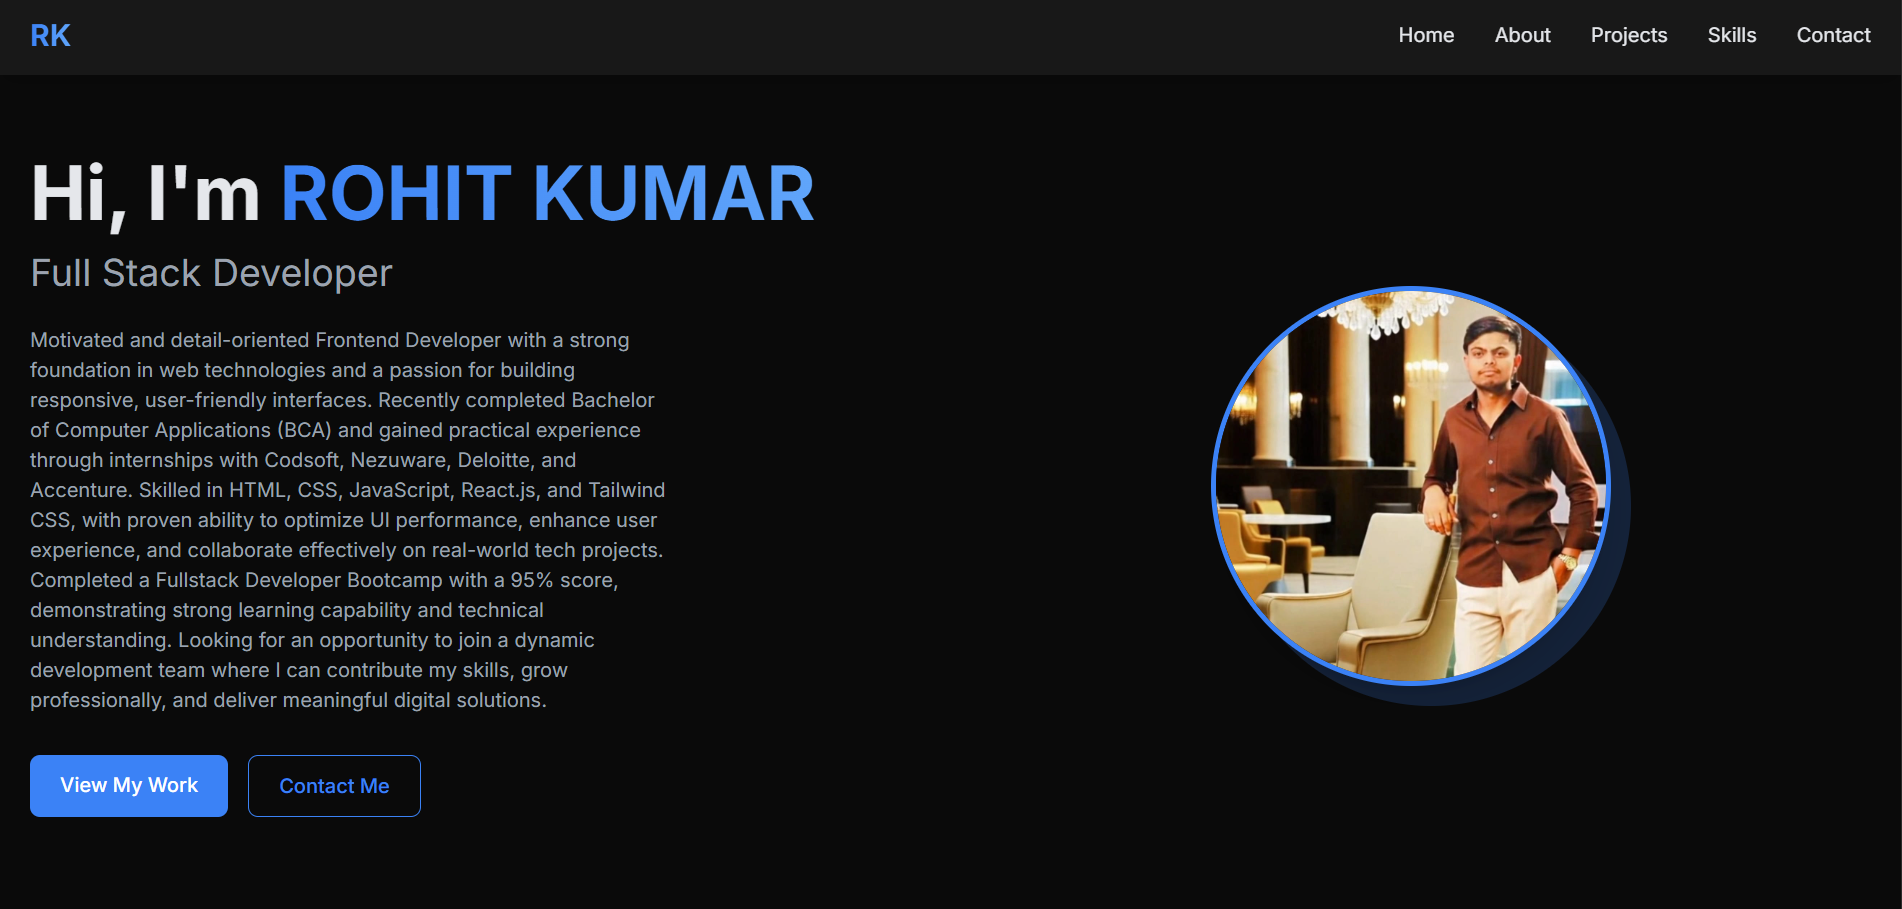 RK
Home
About
Projects
Skills
Contact
Hi, I'm ROHIT KUMAR
Full Stack Developer
Motivated and detail-oriented Frontend Developer with a strong
foundation in web technologies and a passion for building
responsive, user-friendly interfaces. Recently completed Bachelor
of Computer Applications (BCA) and gained practical experience
through internships with Codsoft, Nezuware, Deloitte, and
Accenture. Skilled in HTML, CSS, JavaScript, React.js, and Tailwind
CSS, with proven ability to optimize UI performance, enhance user
experience, and collaborate effectively on real-world tech projects.
Completed a Fullstack Developer Bootcamp with a 95% score,
demonstrating strong learning capability and technical
understanding. Looking for an opportunity to join a dynamic
development team where I can contribute my skills, grow
professionally, and deliver meaningful digital solutions.
View My Work
Contact Me